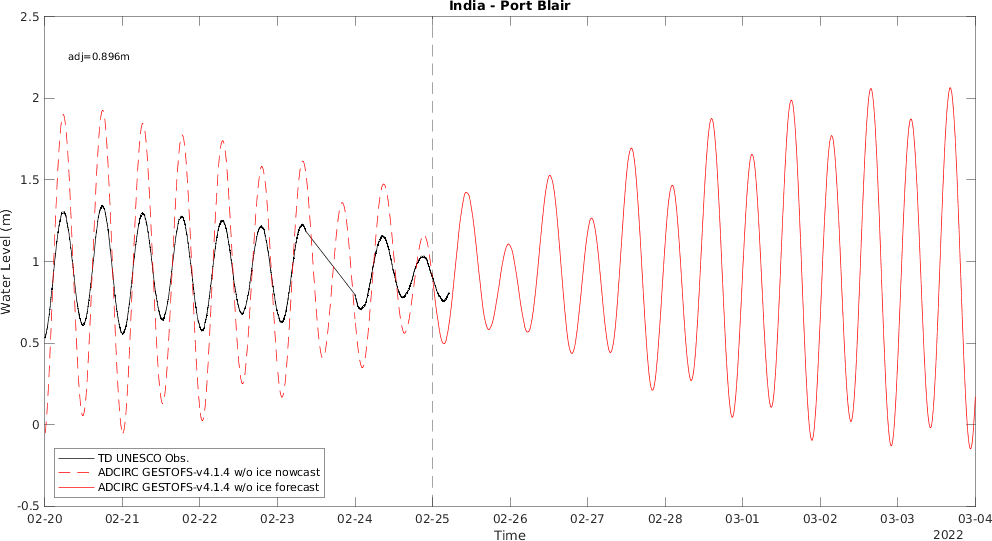 India - Port Blair
2.5
adj=0.896m
2
1.5
1
0.5
0
-0.5
Water Level (m)
TD UNESCO Obs.
ADCIRC GESTOFS-v4.1.4 w/o ice nowcast
ADCIRC GESTOFS-v4.1.4 w/o ice forecast
02-20 02-21 02-22 02-23 02-24 02-25 02-26 02-27 02-28 03-01 03-02 03-03 03-04
Time
2022